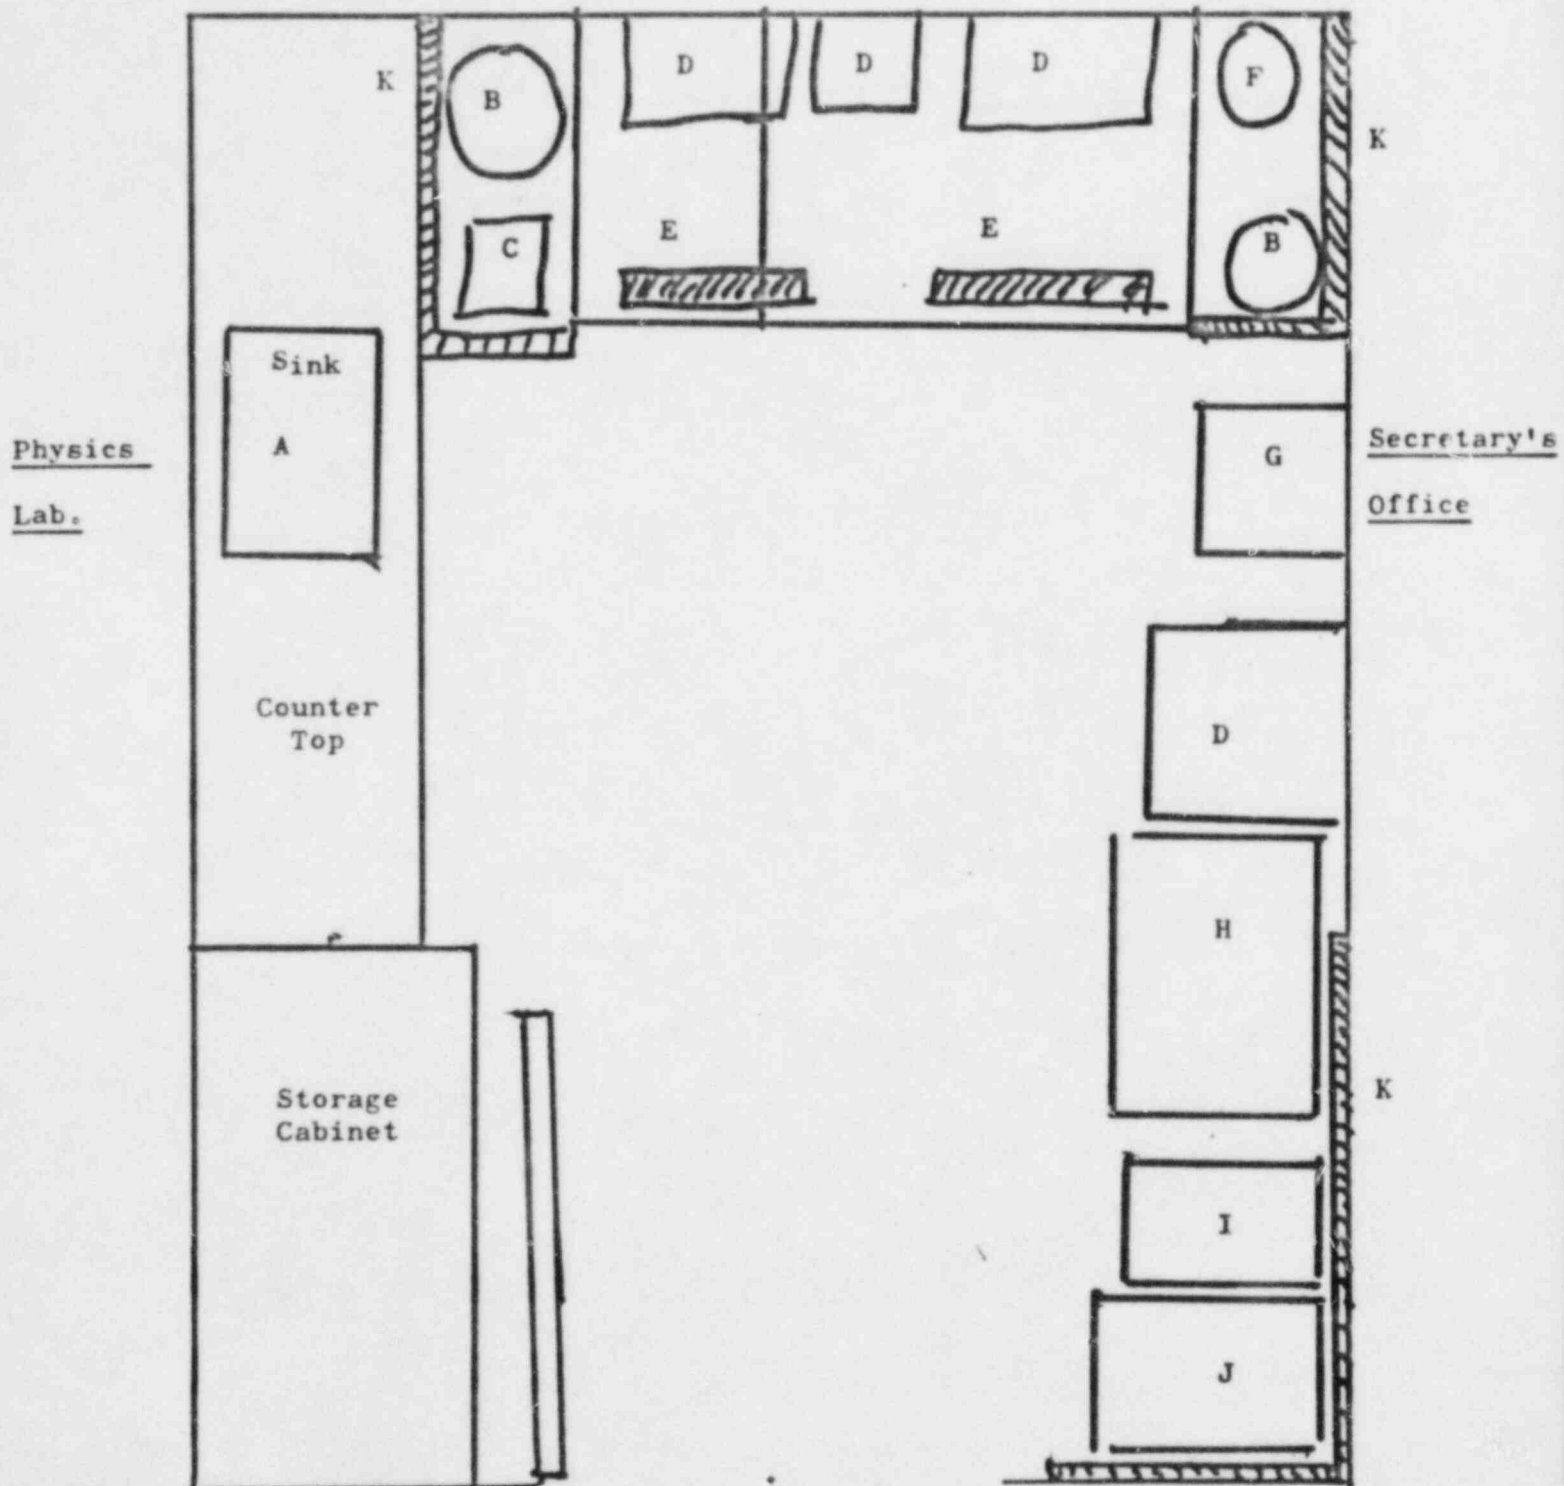 K
B
D
D
D
F
K
C
E
E
B
Sink
A
Physics
Lab.
G
Secretary's
Office
Counter
Top
D
H
Storage
Cabinet
K
I
J